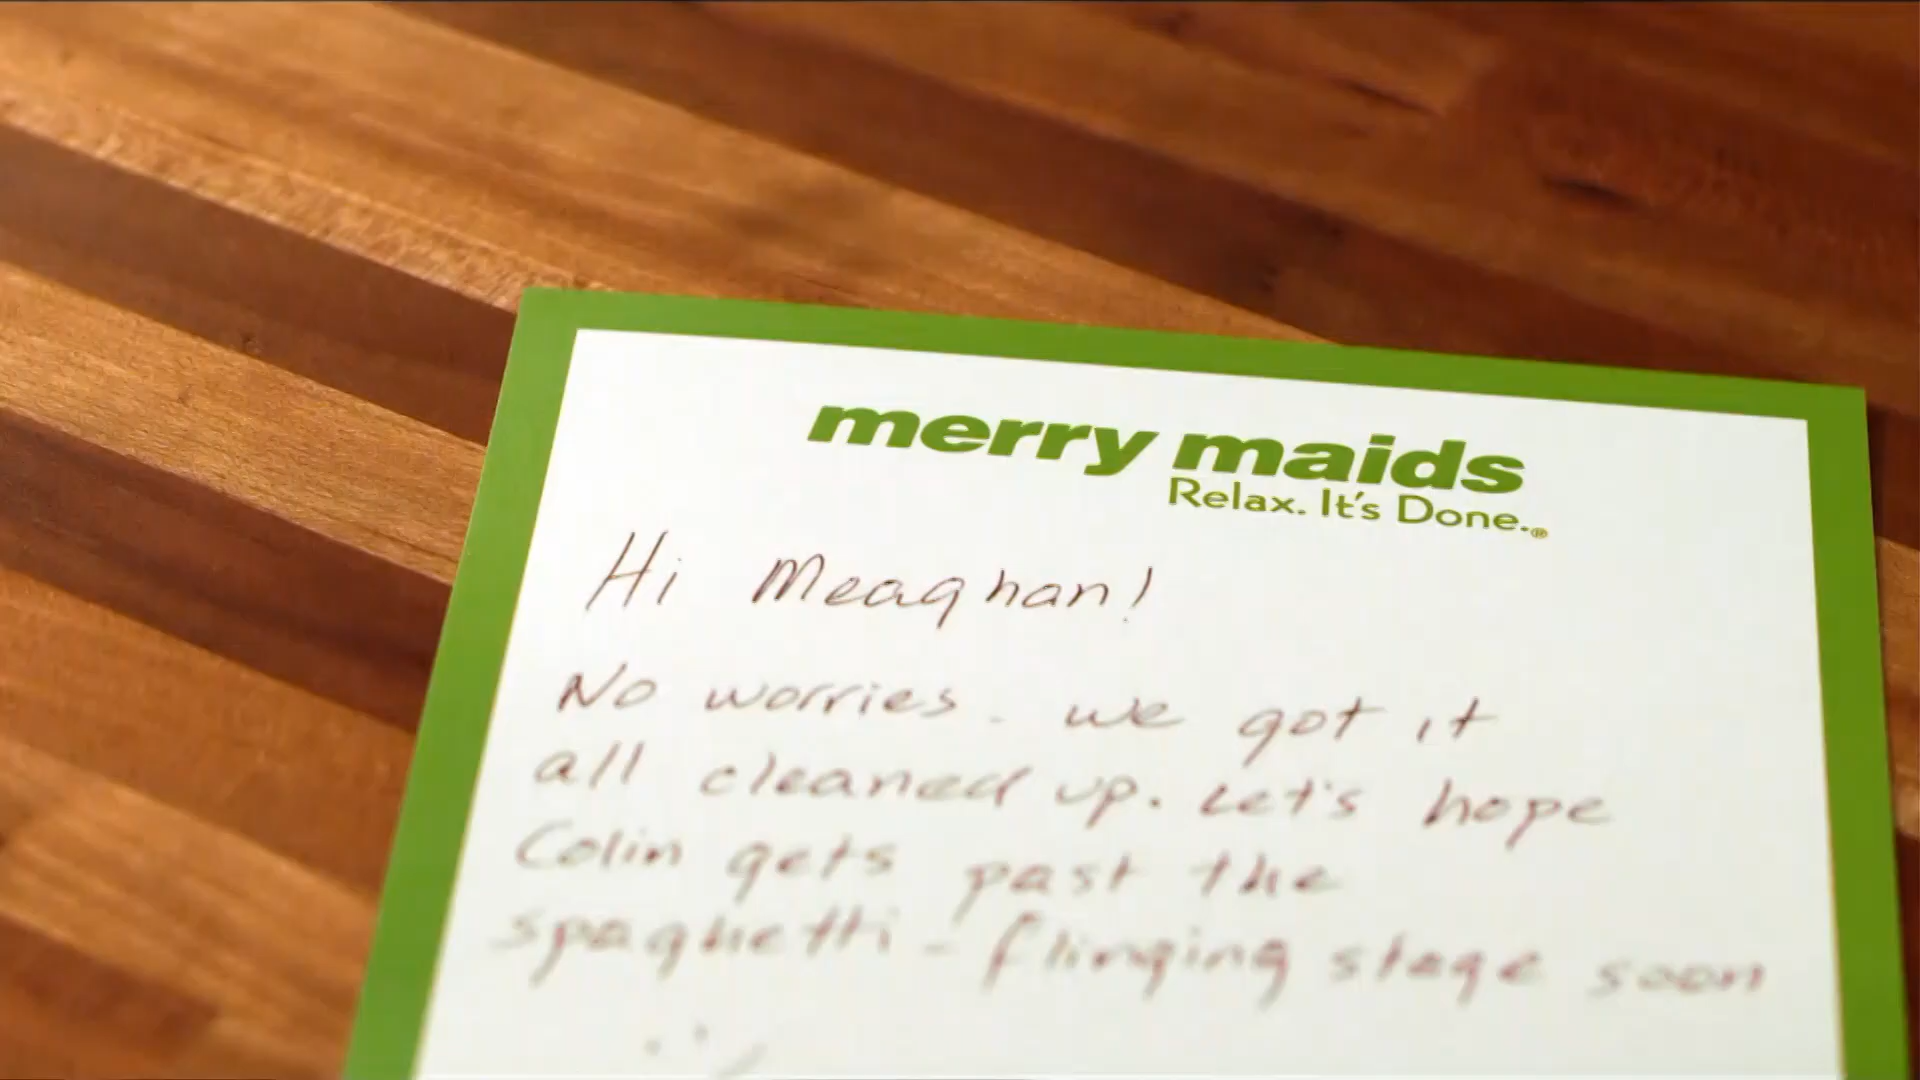 merry maids
Relax. It's Done.®
Hi Meaghan!
No worries - we got it
all cleaned up. Let's hope
Colin gets past the
spaghetti-flinging stage soon